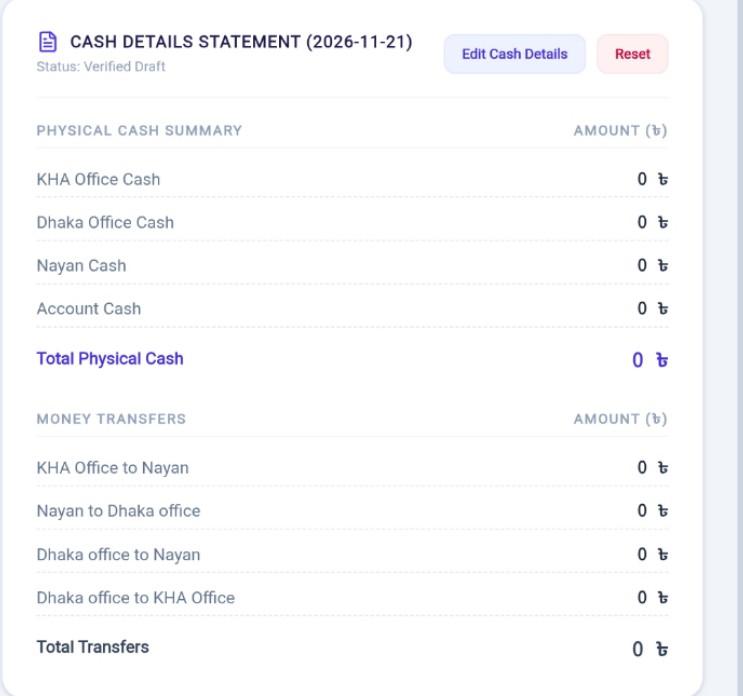 CASH DETAILS STATEMENT (2026-11-21)
Status: Verified Draft
Edit Cash Details
Reset
PHYSICAL CASH SUMMARY AMOUNT (৳)
KHA Office Cash 0 ৳
Dhaka Office Cash 0 ৳
Nayan Cash 0 ৳
Account Cash 0 ৳
Total Physical Cash 0 ৳
MONEY TRANSFERS AMOUNT (৳)
KHA Office to Nayan 0 ৳
Nayan to Dhaka office 0 ৳
Dhaka office to Nayan 0 ৳
Dhaka office to KHA Office 0 ৳
Total Transfers 0 ৳